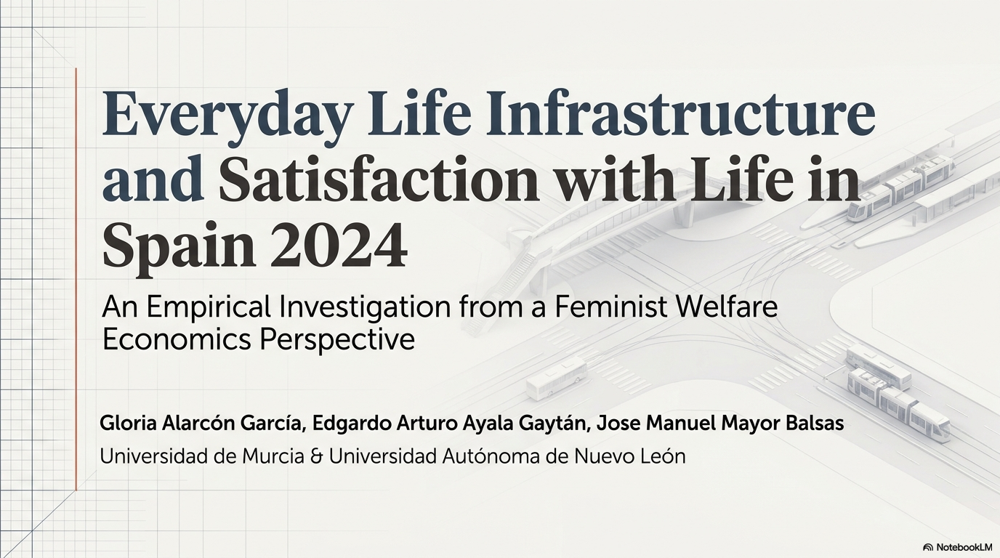 Everyday Life Infrastructure
and Satisfaction with Life in
Spain 2024
An Empirical Investigation from a Feminist Welfare
Economics Perspective
Gloria Alarcón García, Edgardo Arturo Ayala Gaytán, Jose Manuel Mayor Balsas
Universidad de Murcia & Universidad Autónoma de Nuevo León
NotebookLM